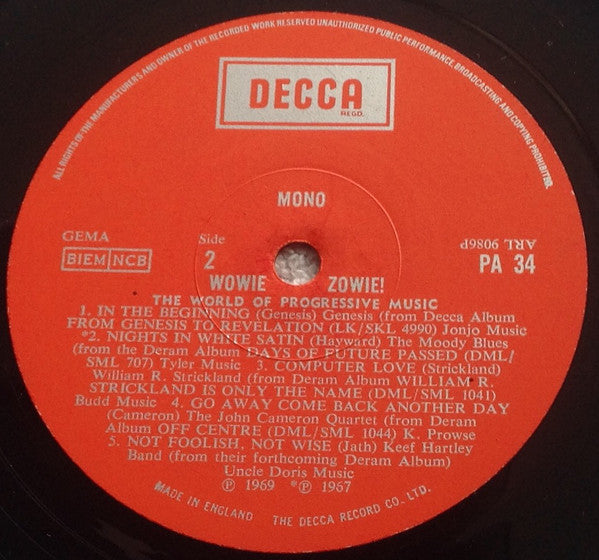 ALL RIGHTS OF THE MANUFACTURERS AND OWNER OF THE RECORDED WORK RESERVED UNAUTHORIZED PUBLIC PERFORMANCE, BROADCASTING AND COPYING PROHIBITED.
DECCA
REGD.
MONO
GEMA
BIEM NCB
Side
2
ARL 9086P
PA 34
WOWIE ZOWIE!
THE WORLD OF PROGRESSIVE MUSIC
1. IN THE BEGINNING (Genesis) Genesis (from Decca Album
FROM GENESIS TO REVELATION (LK/SKL 4990) Jonjo Music
*2. NIGHTS IN WHITE SATIN (Hayward) The Moody Blues
(from the Deram Album DAYS OF FUTURE PASSED (DML/
SML 707) Tyler Music 3. COMPUTER LOVE (Strickland)
William R. Strickland (from Deram Album WILLIAM R.
STRICKLAND IS ONLY THE NAME (DML/SML 1041)
Budd Music 4. GO AWAY COME BACK ANOTHER DAY
(Cameron) The John Cameron Quartet (from Deram
Album OFF CENTRE (DML/SML 1044) K. Prowse
5. NOT FOOLISH, NOT WISE (Jath) Keef Hartley
Band (from their forthcoming Deram Album)
Uncle Doris Music
℗ 1969 *℗ 1967
MADE IN ENGLAND THE DECCA RECORD CO. LTD.